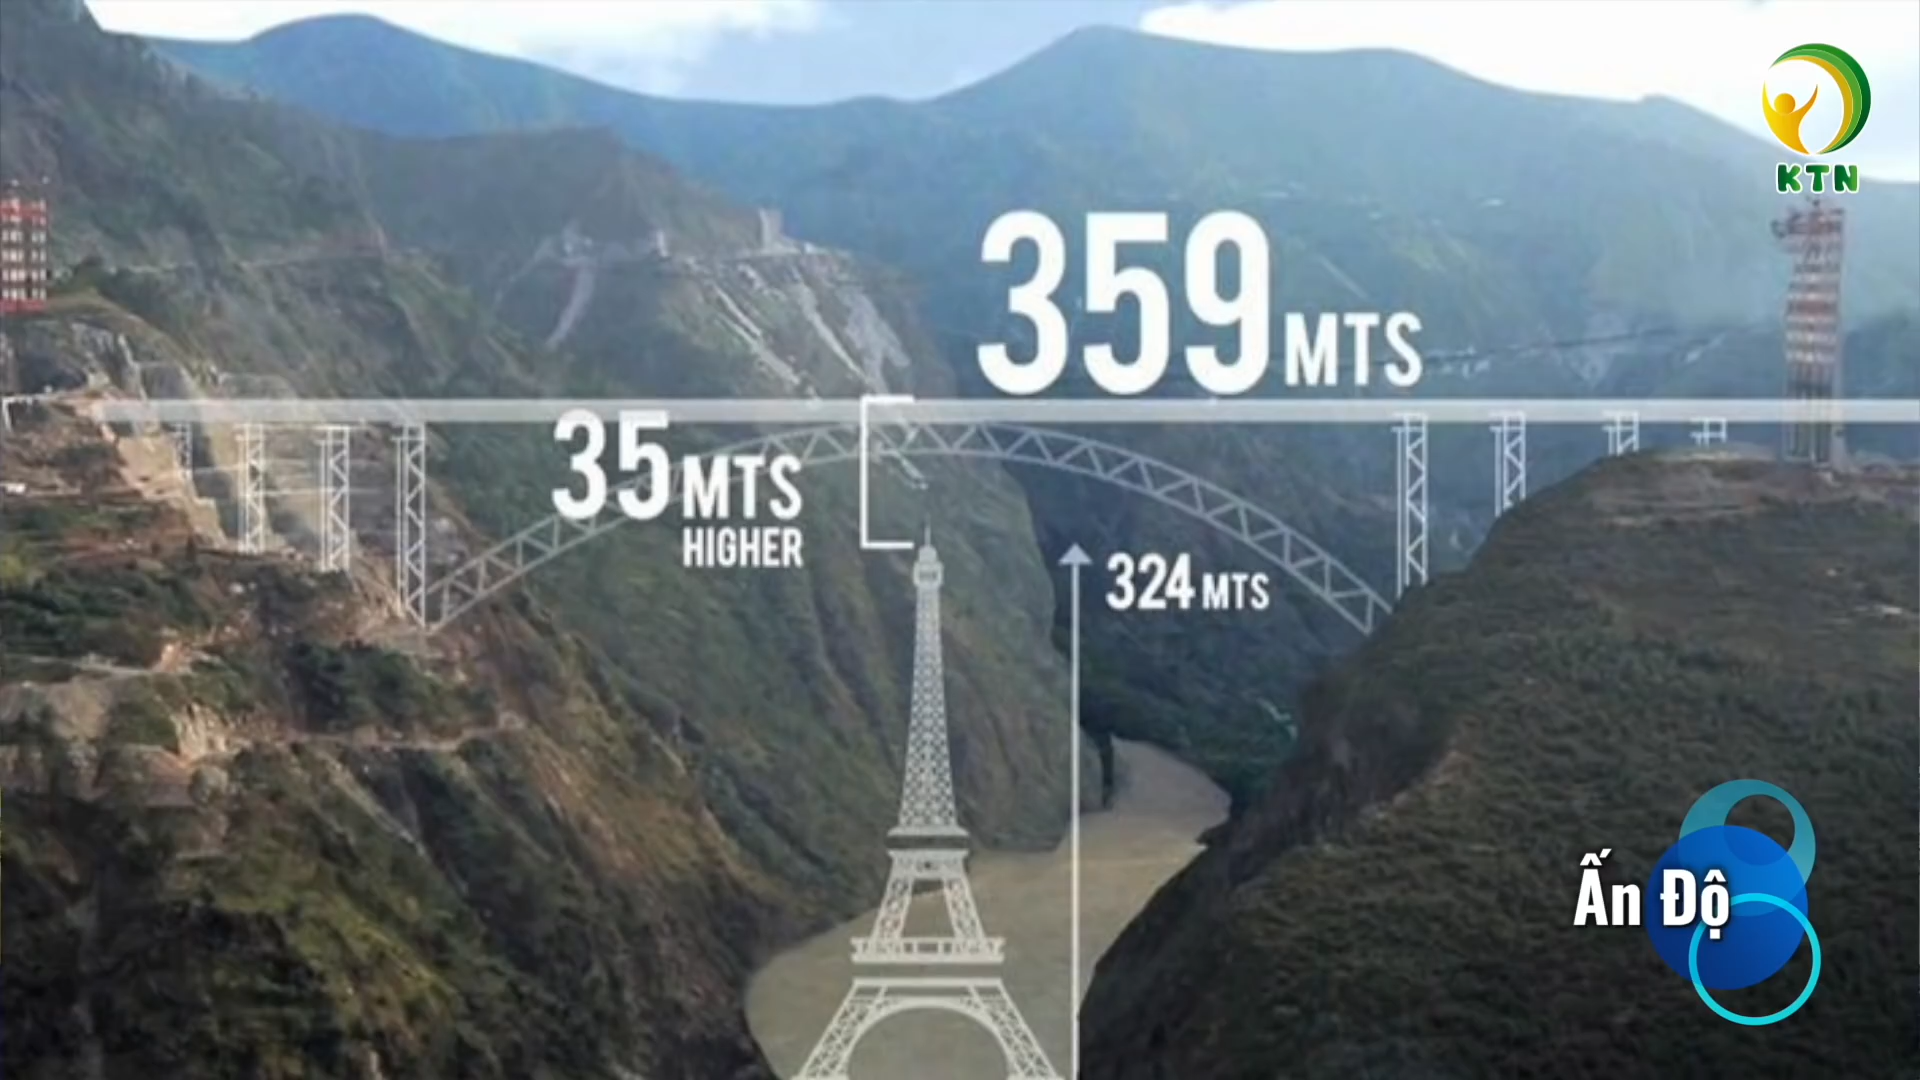 KTN
359 MTS
35 MTS
HIGHER
324 MTS
Ấn Độ